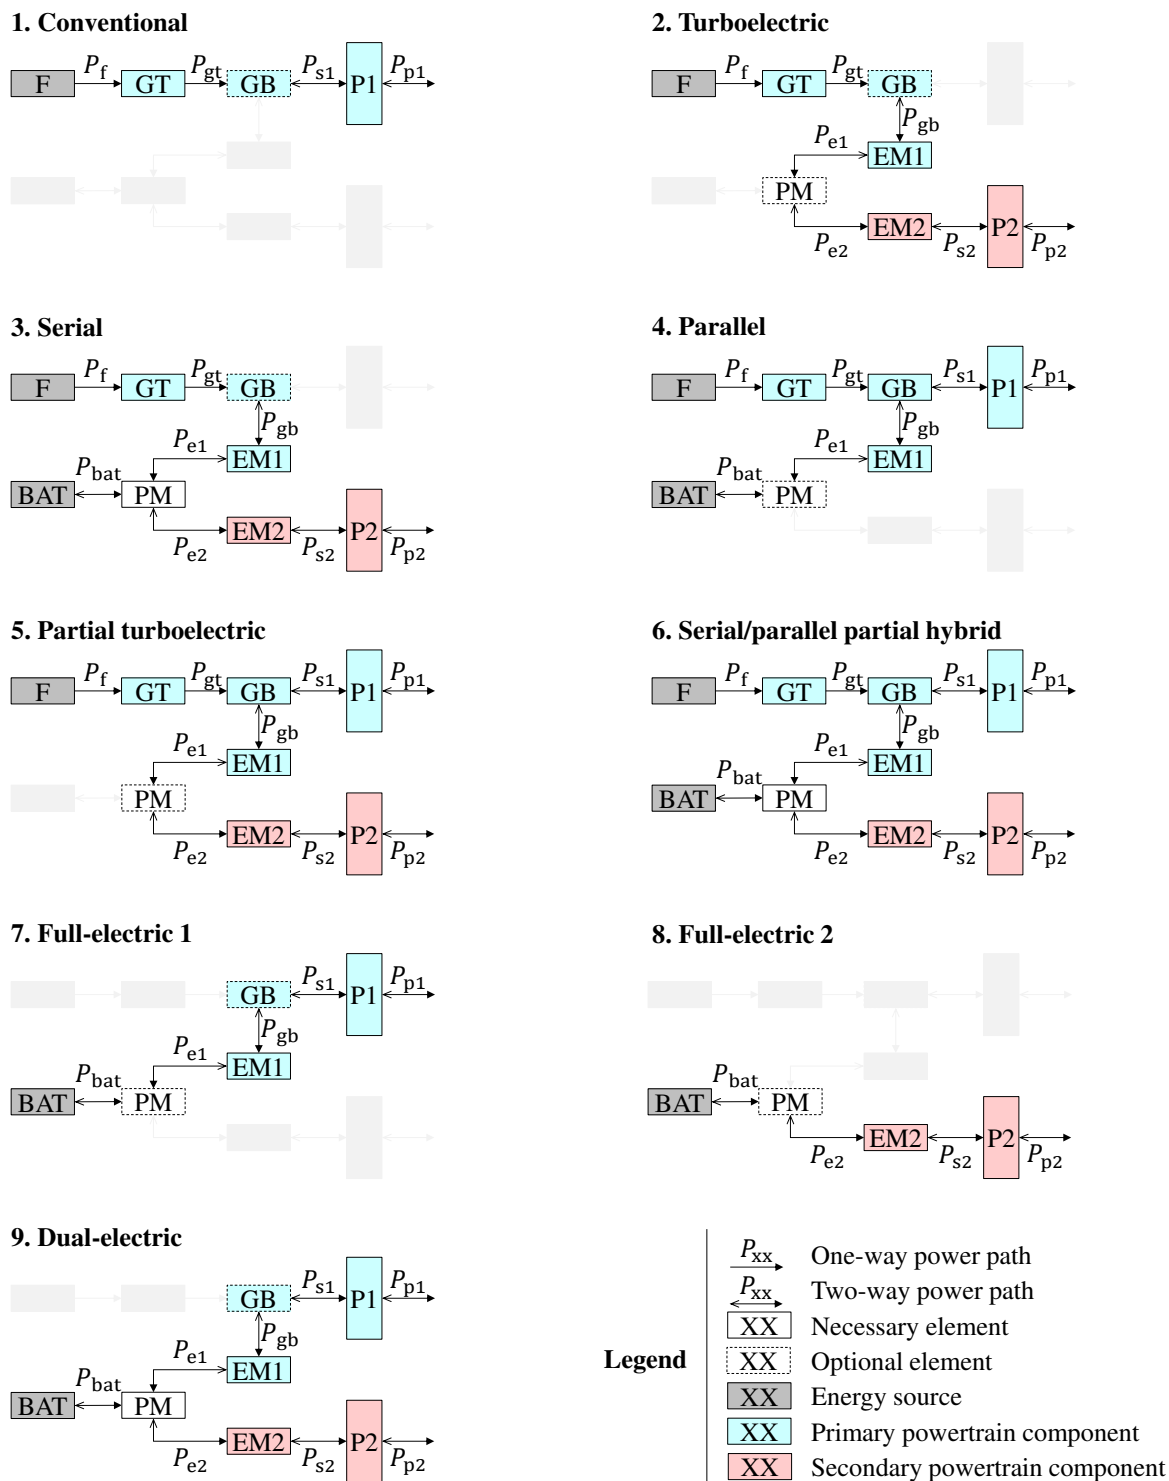 1. Conventional
F P_f GT P_gt GB P_s1 P1 P_p1
2. Turboelectric
F P_f GT P_gt GB
P_gb
P_e1 EM1
PM
P_e2 EM2 P_s2 P2 P_p2
3. Serial
F P_f GT P_gt GB
P_gb
P_e1 EM1
BAT P_bat PM
P_e2 EM2 P_s2 P2 P_p2
4. Parallel
F P_f GT P_gt GB P_s1 P1 P_p1
P_gb
P_e1 EM1
BAT P_bat PM
5. Partial turboelectric
F P_f GT P_gt GB P_s1 P1 P_p1
P_gb
P_e1 EM1
PM
P_e2 EM2 P_s2 P2 P_p2
6. Serial/parallel partial hybrid
F P_f GT P_gt GB P_s1 P1 P_p1
P_gb
P_e1 EM1
BAT P_bat PM
P_e2 EM2 P_s2 P2 P_p2
7. Full-electric 1
GB P_s1 P1 P_p1
P_gb
P_e1 EM1
BAT P_bat PM
8. Full-electric 2
BAT P_bat PM
P_e2 EM2 P_s2 P2 P_p2
9. Dual-electric
GB P_s1 P1 P_p1
P_gb
P_e1 EM1
BAT P_bat PM
P_e2 EM2 P_s2 P2 P_p2
Legend
P_xx One-way power path
P_xx Two-way power path
XX Necessary element
XX Optional element
XX Energy source
XX Primary powertrain component
XX Secondary powertrain component